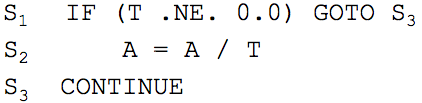 S1 IF (T .NE. 0.0) GOTO S3
S2 A = A / T
S3 CONTINUE